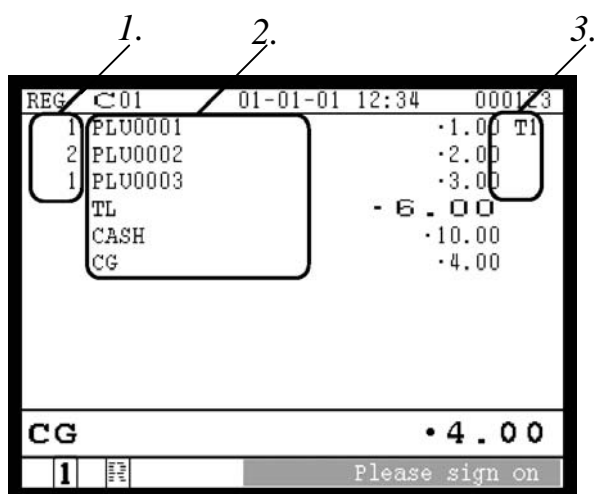 1. 2. 3.
REG C01 01-01-01 12:34 000123
1 PLU0001 ·1.00 T1
2 PLU0002 ·2.00
1 PLU0003 ·3.00
TL ·6.00
CASH ·10.00
CG ·4.00
CG ·4.00
1 R Please sign on